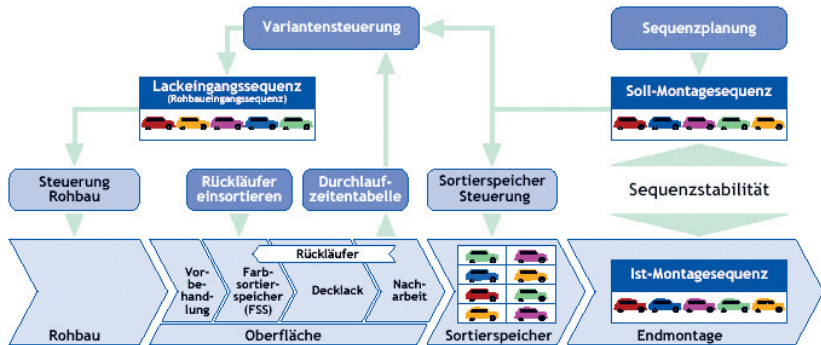 Variantensteuerung
Sequenzplanung
Lackeingangssequenz
(Rohbaueingangssequenz)
Soll-Montagesequenz
Steuerung
Rohbau
Rückläufer
einsortieren
Durchlauf-
zeitentabelle
Sortierspeicher
Steuerung
Sequenzstabilität
Rückläufer
Vor-
be-
handlung
Farb-
sortier-
speicher
(FSS)
Decklack
Nach-
arbeit
Ist-Montagesequenz
Rohbau
Oberfläche
Sortierspeicher
Endmontage